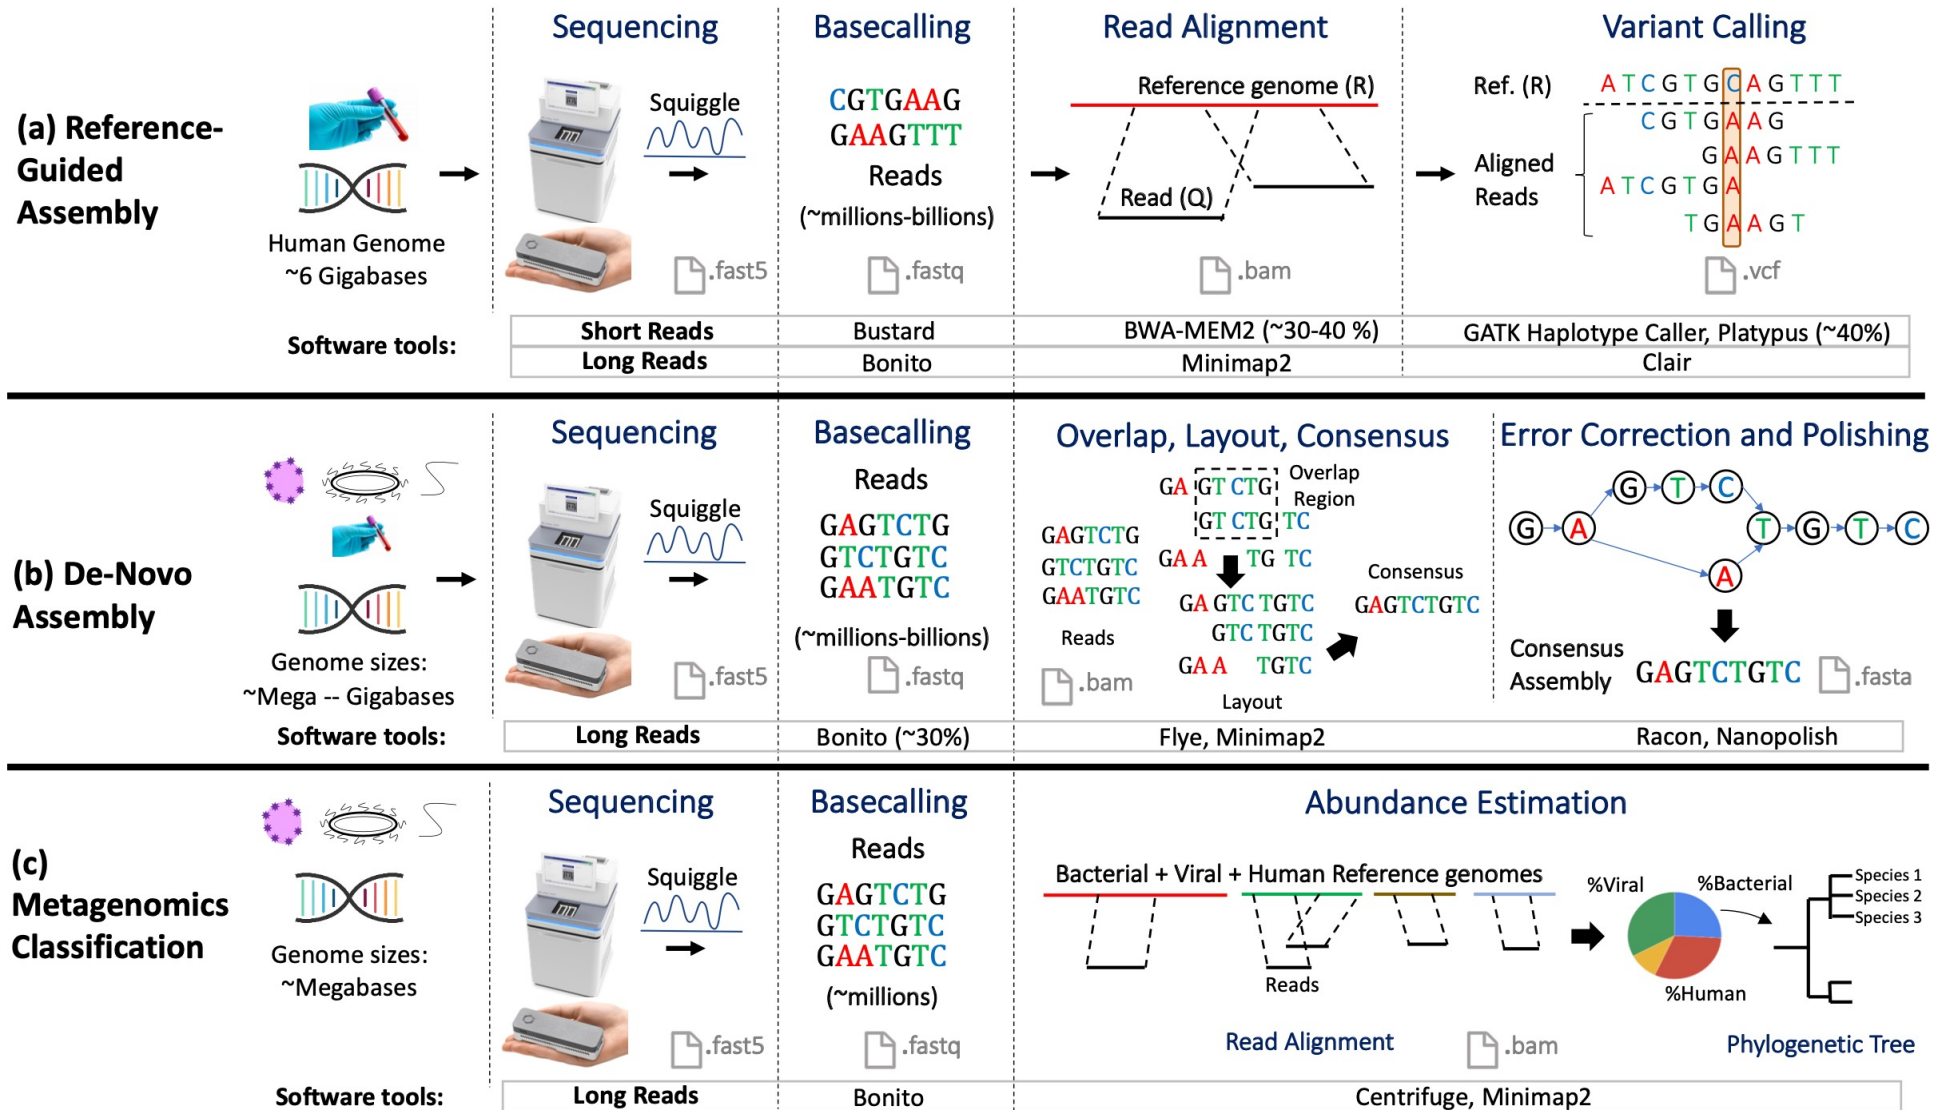 (a) Reference-
Guided
Assembly
Human Genome
~6 Gigabases
Sequencing
Squiggle
.fast5
Basecalling
CGTGAAG
GAAGTTT
Reads
(~millions-billions)
.fastq
Read Alignment
Reference genome (R)
Read (Q)
.bam
Variant Calling
Ref. (R)
A T C G T G C A G T T T
Aligned
Reads
C G T G A A G
G A A G T T T
A T C G T G A
T G A A G T
.vcf
Software tools:
Short Reads
Bustard
BWA-MEM2 (~30-40 %)
GATK Haplotype Caller, Platypus (~40%)
Long Reads
Bonito
Minimap2
Clair
(b) De-Novo
Assembly
Genome sizes:
~Mega -- Gigabases
Sequencing
Squiggle
.fast5
Basecalling
Reads
GAGTCTG
GTCTGTC
GAATGTC
(~millions-billions)
.fastq
Overlap, Layout, Consensus
GAGTCTG
GTCTGTC
GAATGTC
Reads
.bam
GA GT CTG
GT CTG TC
Overlap
Region
GA A TG TC
GA GTC TGTC
GTC TGTC
GA A TGTC
Layout
Consensus
GAGTCTGTC
Error Correction and Polishing
G A G T C T G T C
A
Consensus
Assembly
GAGTCTGTC
.fasta
Software tools:
Long Reads
Bonito (~30%)
Flye, Minimap2
Racon, Nanopolish
(c)
Metagenomics
Classification
Genome sizes:
~Megabases
Sequencing
Squiggle
.fast5
Basecalling
Reads
GAGTCTG
GTCTGTC
GAATGTC
(~millions)
.fastq
Abundance Estimation
Bacterial + Viral + Human Reference genomes
Reads
Read Alignment
.bam
%Viral
%Bacterial
%Human
Species 1
Species 2
Species 3
Phylogenetic Tree
Software tools:
Long Reads
Bonito
Centrifuge, Minimap2